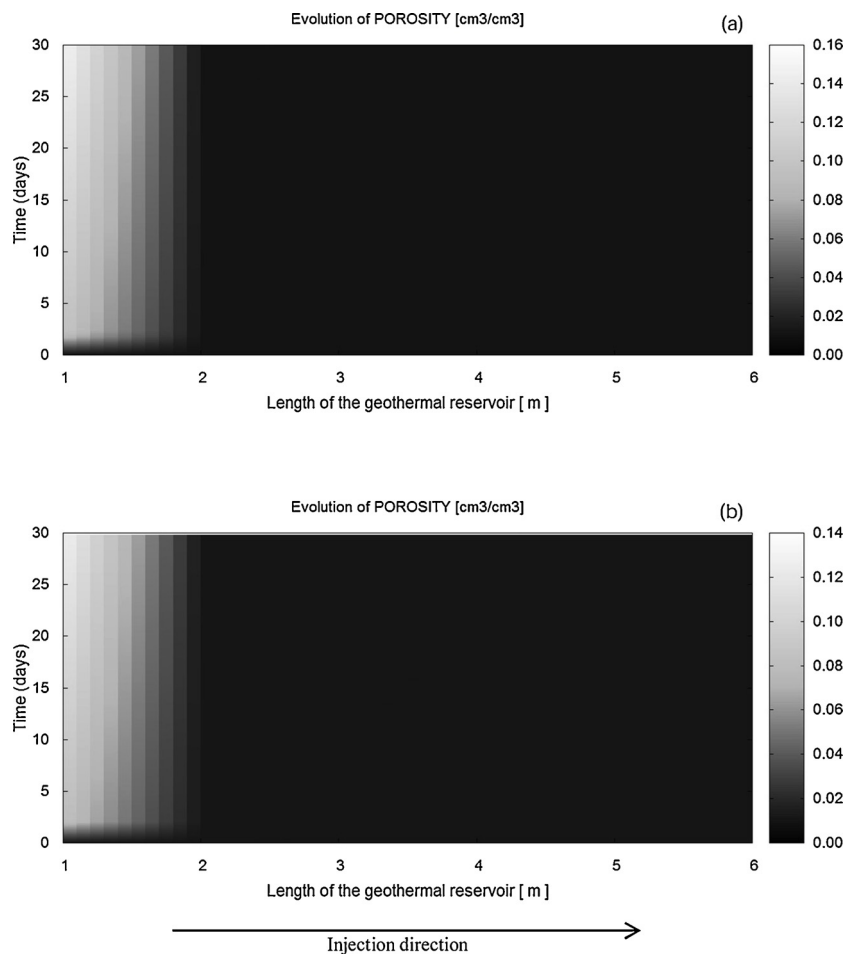 Evolution of POROSITY [cm3/cm3]
(a)
30
25
20
15
10
5
0
Time (days)
1 2 3 4 5 6
Length of the geothermal reservoir [ m ]
0.16
0.14
0.12
0.10
0.08
0.06
0.04
0.02
0.00
Evolution of POROSITY [cm3/cm3]
(b)
30
25
20
15
10
5
0
Time (days)
1 2 3 4 5 6
Length of the geothermal reservoir [ m ]
0.14
0.12
0.10
0.08
0.06
0.04
0.02
0.00
Injection direction